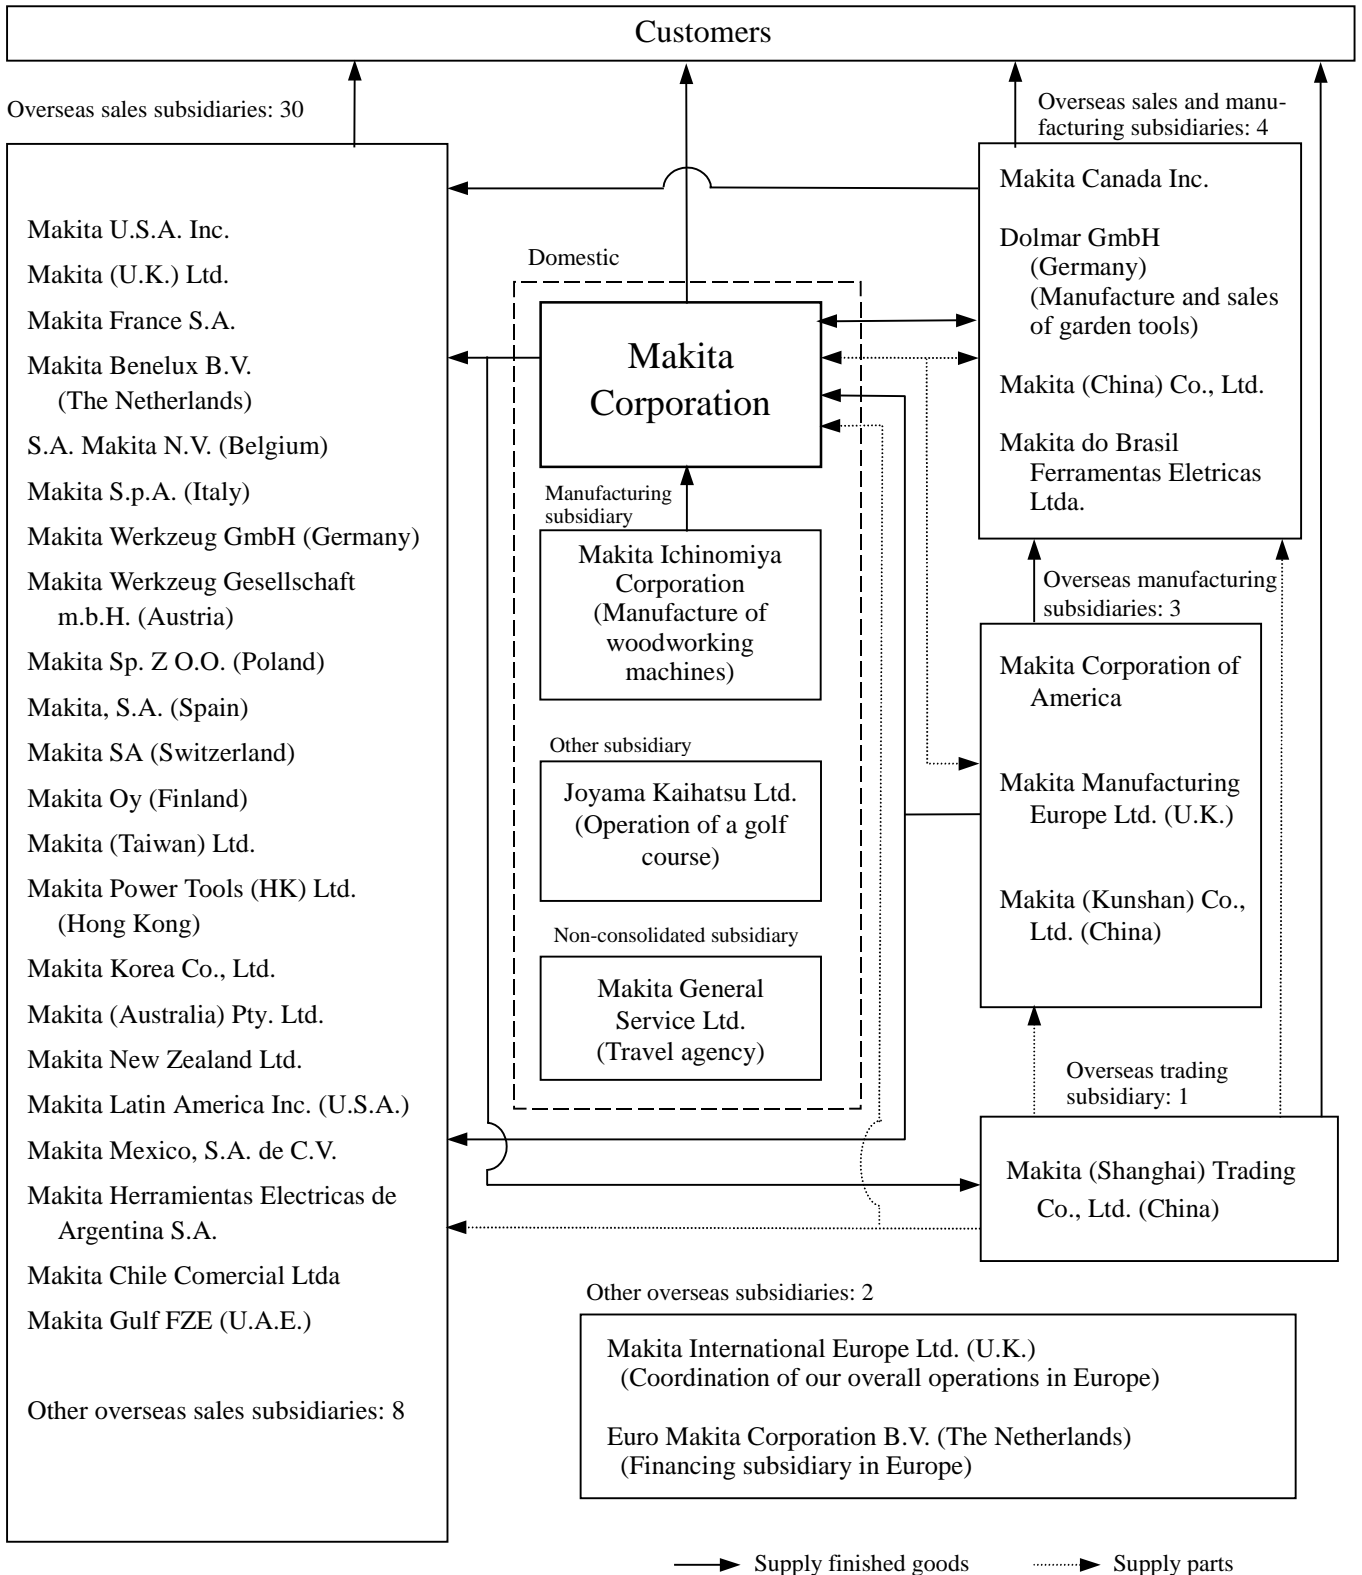 Customers
Overseas sales subsidiaries: 30
Makita U.S.A. Inc.
Makita (U.K.) Ltd.
Makita France S.A.
Makita Benelux B.V.
(The Netherlands)
S.A. Makita N.V. (Belgium)
Makita S.p.A. (Italy)
Makita Werkzeug GmbH (Germany)
Makita Werkzeug Gesellschaft
m.b.H. (Austria)
Makita Sp. Z O.O. (Poland)
Makita, S.A. (Spain)
Makita SA (Switzerland)
Makita Oy (Finland)
Makita (Taiwan) Ltd.
Makita Power Tools (HK) Ltd.
(Hong Kong)
Makita Korea Co., Ltd.
Makita (Australia) Pty. Ltd.
Makita New Zealand Ltd.
Makita Latin America Inc. (U.S.A.)
Makita Mexico, S.A. de C.V.
Makita Herramientas Electricas de
Argentina S.A.
Makita Chile Comercial Ltda
Makita Gulf FZE (U.A.E.)
Other overseas sales subsidiaries: 8
Domestic
Makita
Corporation
Manufacturing
subsidiary
Makita Ichinomiya
Corporation
(Manufacture of
woodworking
machines)
Other subsidiary
Joyama Kaihatsu Ltd.
(Operation of a golf
course)
Non-consolidated subsidiary
Makita General
Service Ltd.
(Travel agency)
Overseas sales and manu-
facturing subsidiaries: 4
Makita Canada Inc.
Dolmar GmbH
(Germany)
(Manufacture and sales
of garden tools)
Makita (China) Co., Ltd.
Makita do Brasil
Ferramentas Eletricas
Ltda.
Overseas manufacturing
subsidiaries: 3
Makita Corporation of
America
Makita Manufacturing
Europe Ltd. (U.K.)
Makita (Kunshan) Co.,
Ltd. (China)
Overseas trading
subsidiary: 1
Makita (Shanghai) Trading
Co., Ltd. (China)
Other overseas subsidiaries: 2
Makita International Europe Ltd. (U.K.)
(Coordination of our overall operations in Europe)
Euro Makita Corporation B.V. (The Netherlands)
(Financing subsidiary in Europe)
Supply finished goods
Supply parts